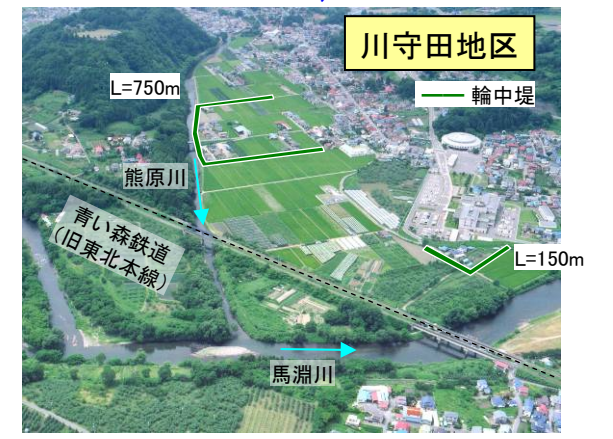 川守田地区
L=750m
輪中堤
熊原川
青い森鉄道
(旧東北本線)
L=150m
馬淵川